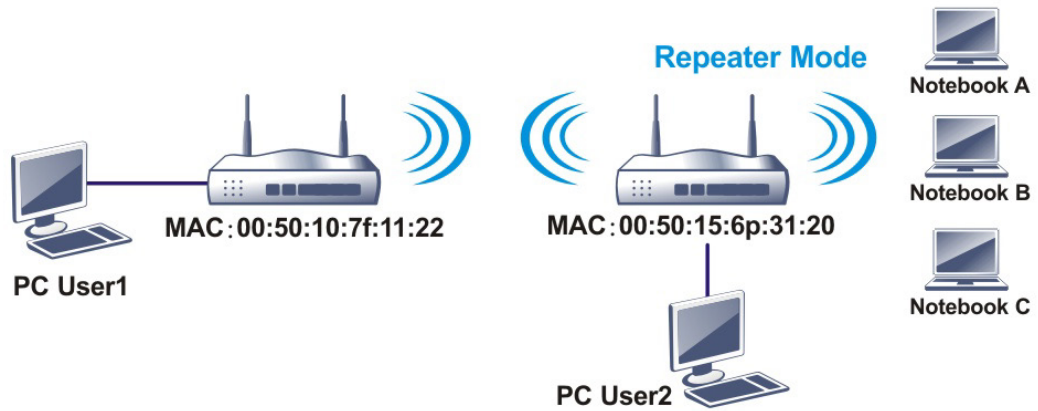 Repeater Mode
Notebook A
Notebook B
MAC:00:50:10:7f:11:22
MAC:00:50:15:6p:31:20
PC User1
Notebook C
PC User2